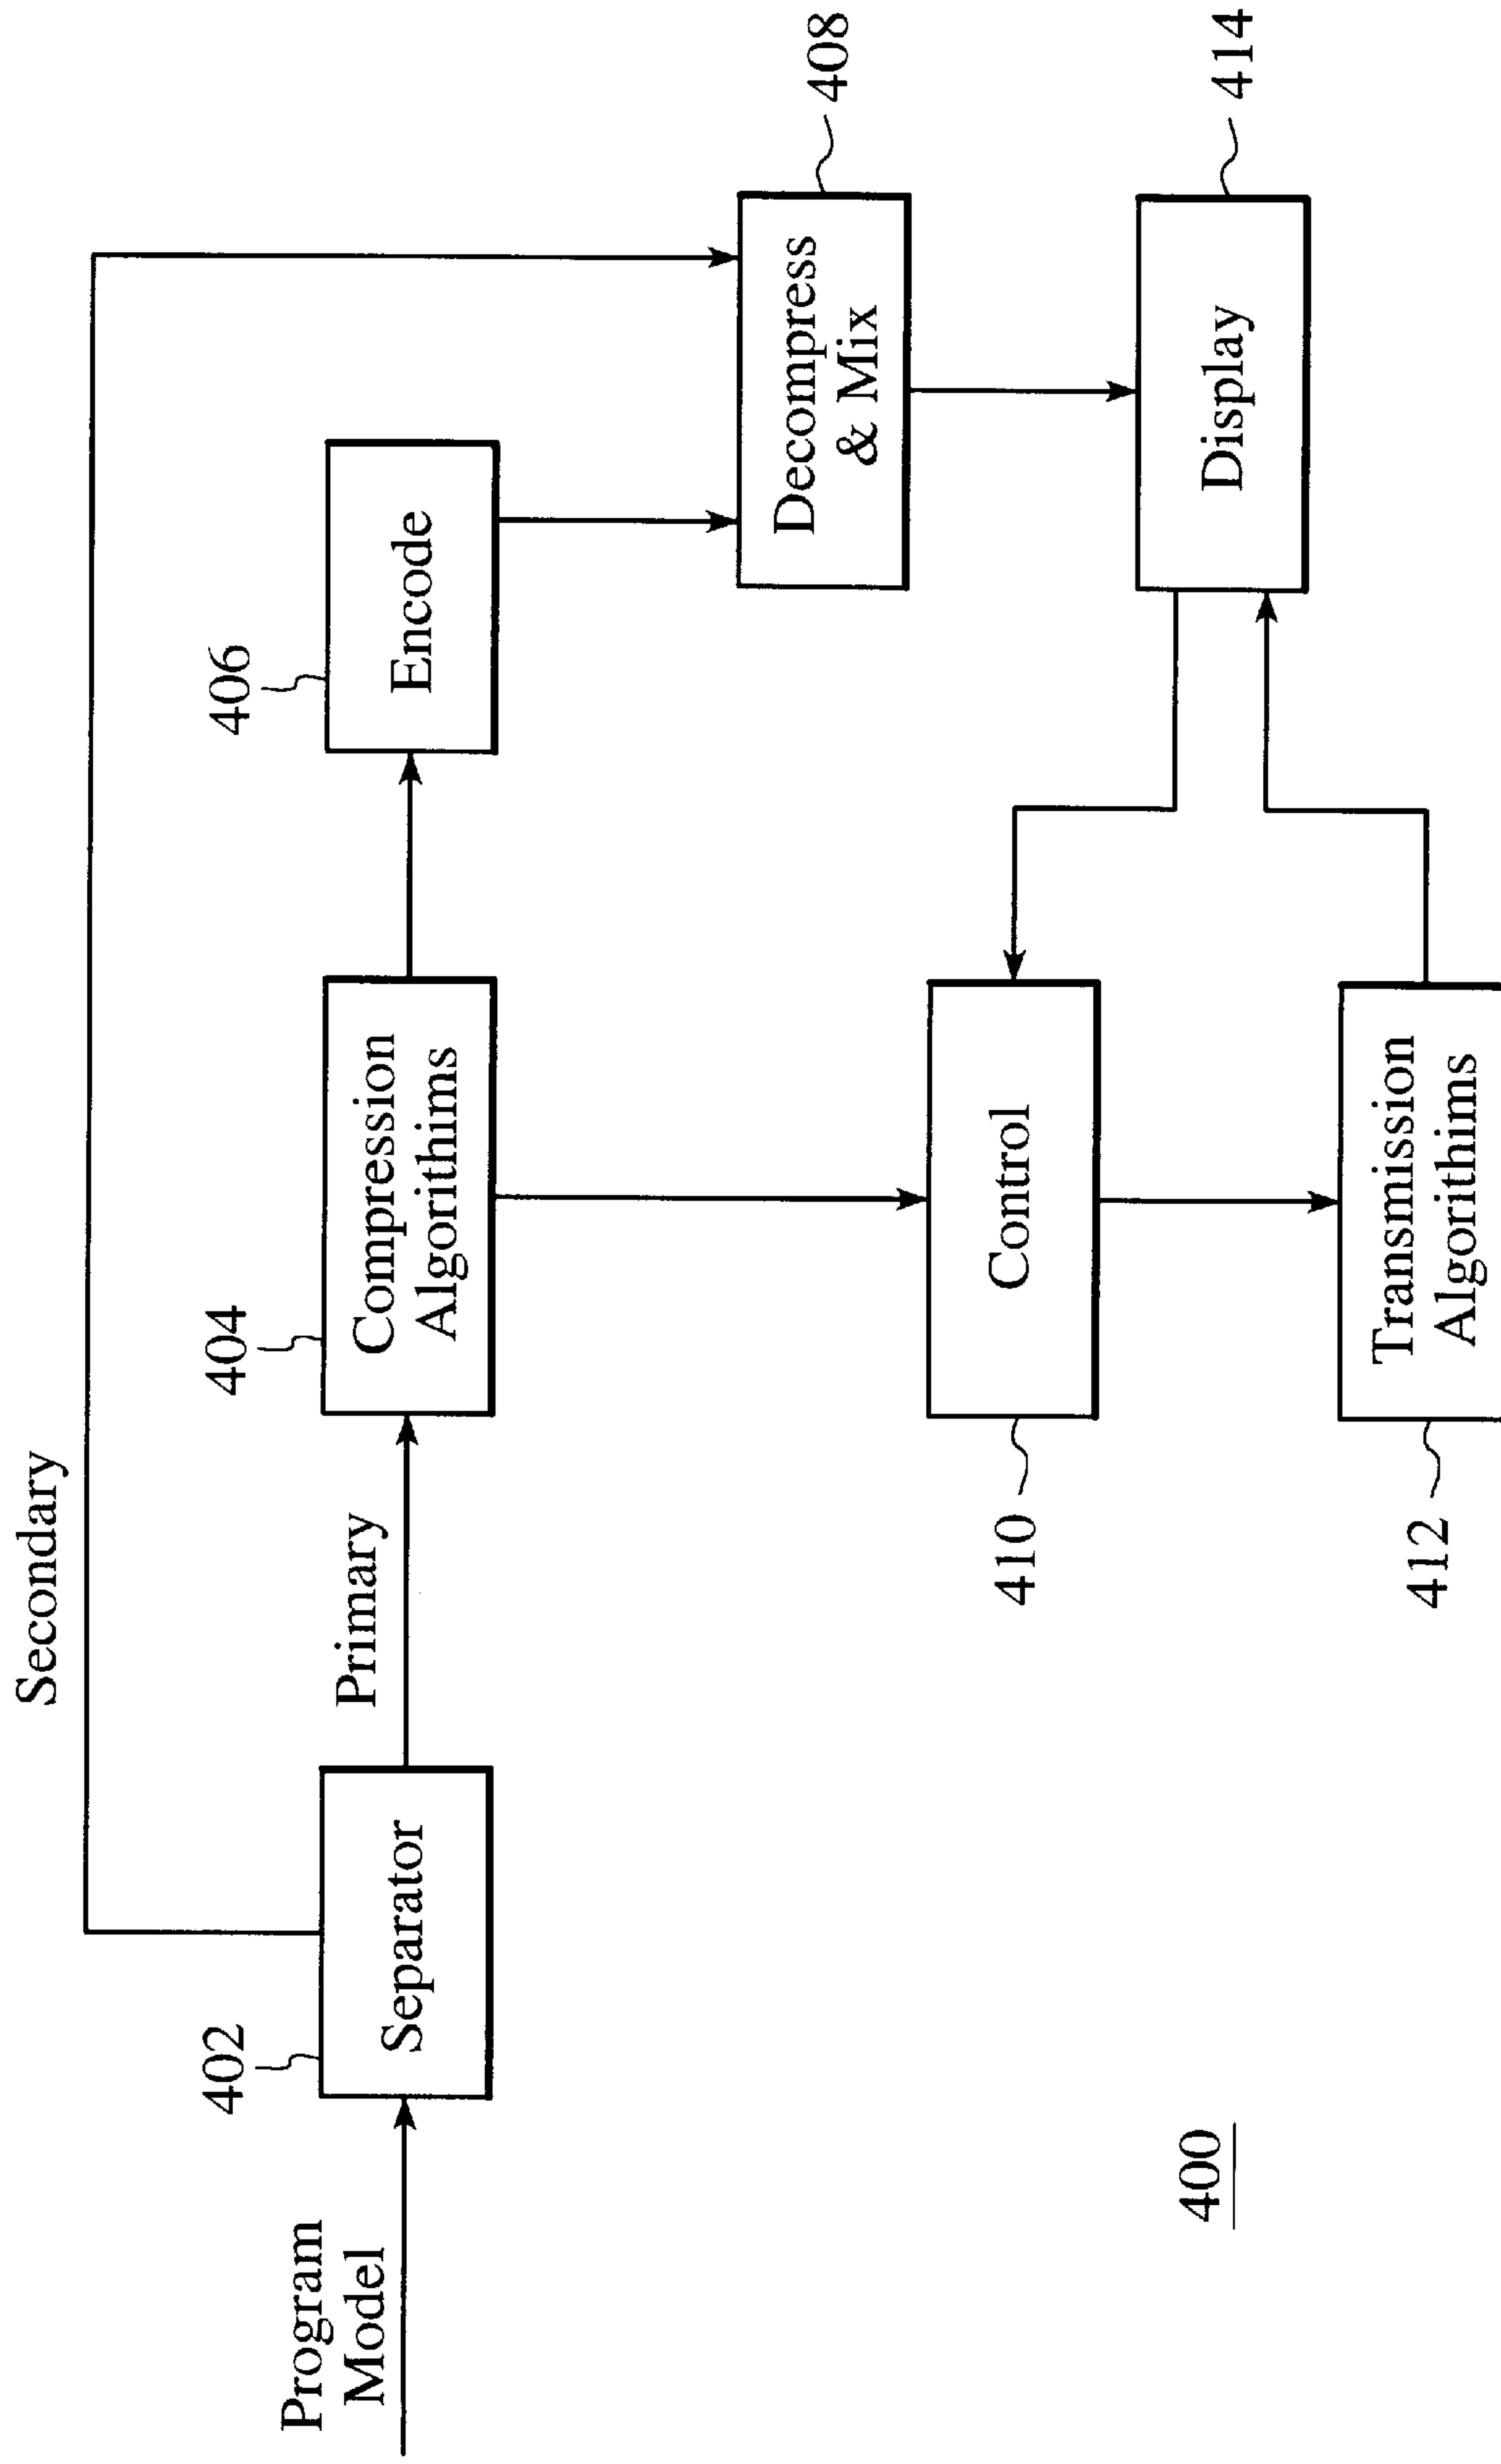 Secondary
Program
Model
402
Separator
Primary
404
Compression
Algorithims
406
Encode
Decompress
& Mix
408
410
Control
Display
414
412
Transmission
Algorithims
400